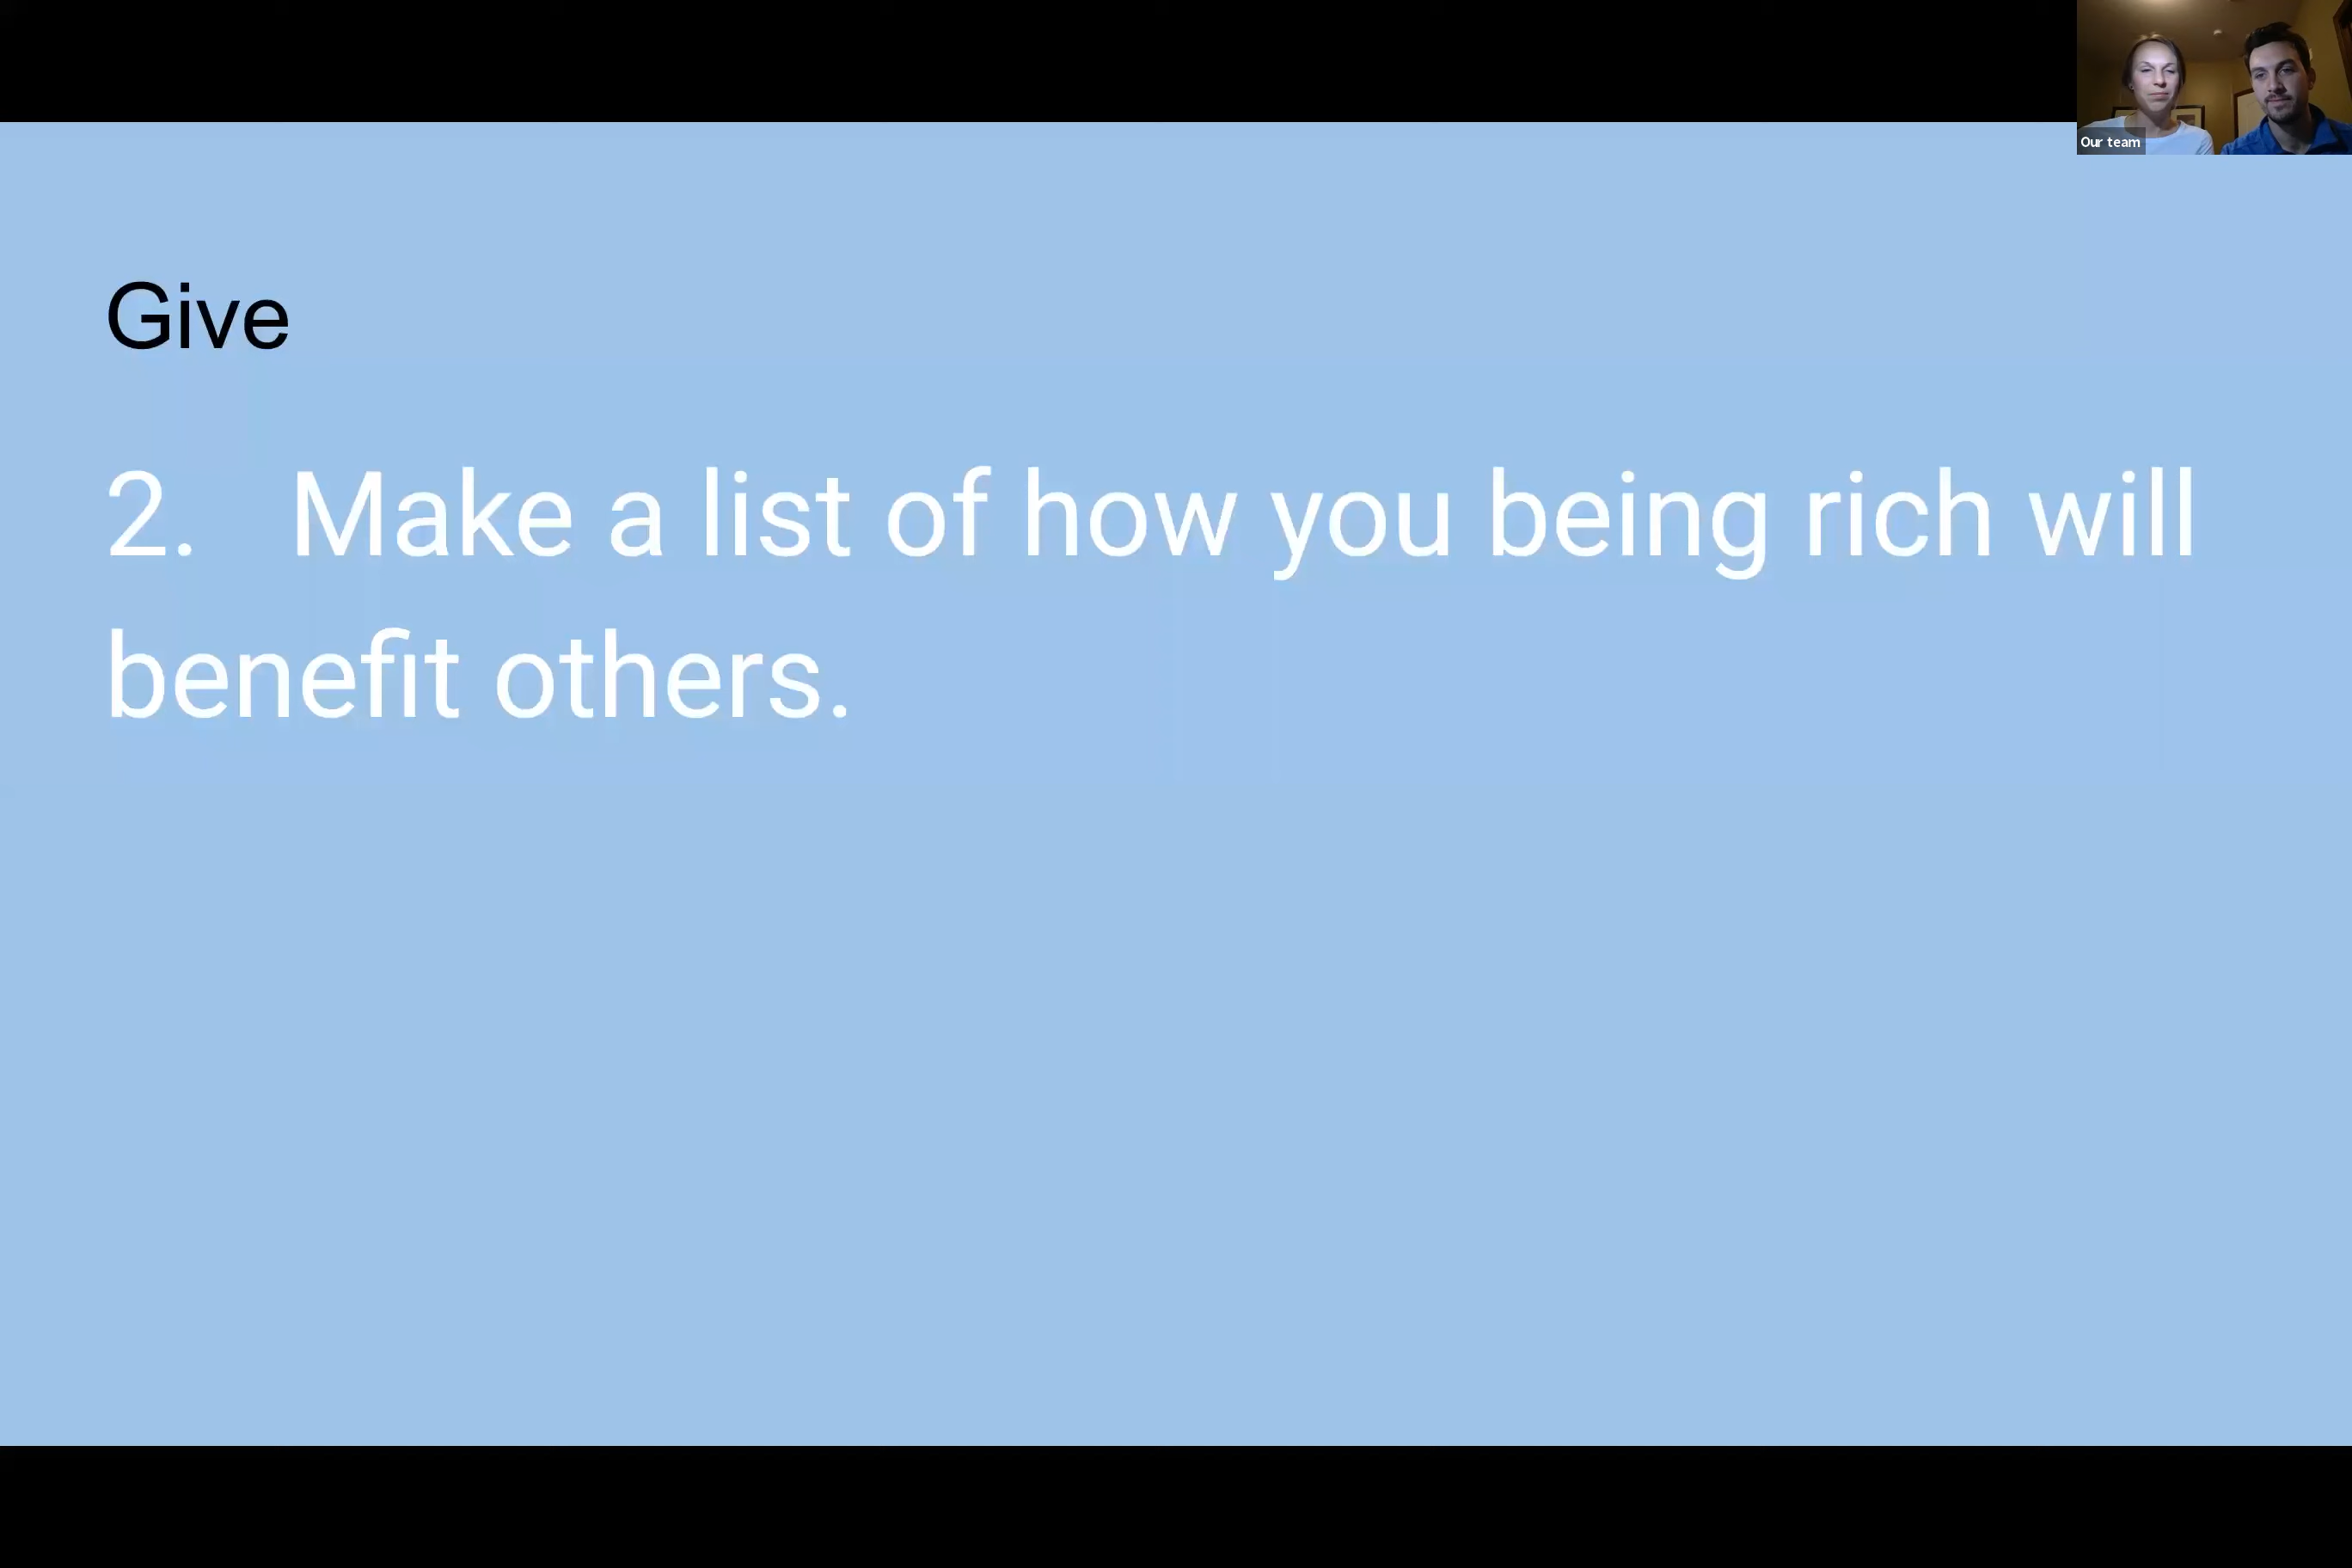 Our team
Give
2. Make a list of how you being rich will
benefit others.